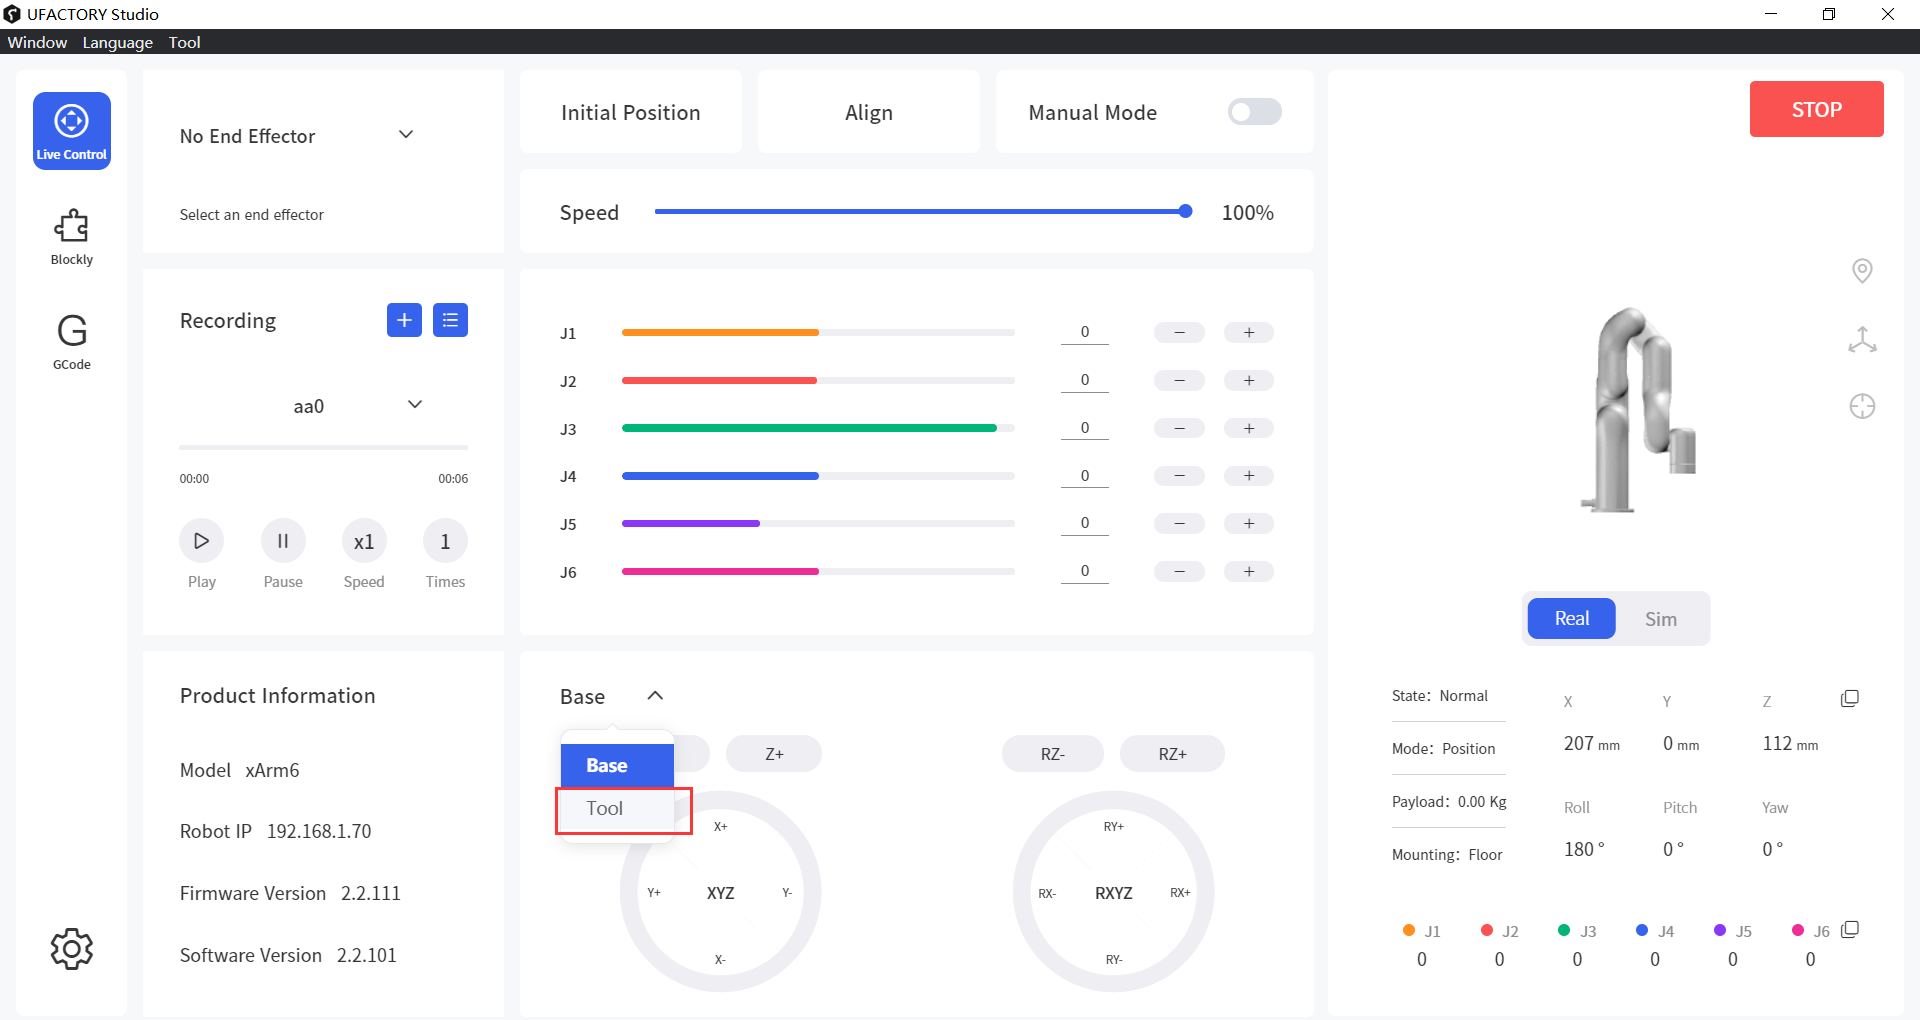 UFACTORY Studio
Window Language Tool
Live Control
Blockly
GCode
No End Effector
Select an end effector
Recording
aa0
00:00 00:06
x1 1
Play Pause Speed Times
Product Information
Model xArm6
Robot IP 192.168.1.70
Firmware Version 2.2.111
Software Version 2.2.101
Initial Position
Align
Manual Mode
Speed 100%
J1 0 − +
J2 0 − +
J3 0 − +
J4 0 − +
J5 0 − +
J6 0 − +
Base
Base
Tool
Z+
X+
Y+ XYZ Y-
X-
RZ- RZ+
RY+
RX- RXYZ RX+
RY-
STOP
Real Sim
State: Normal
Mode: Position
Payload: 0.00 Kg
Mounting: Floor
X Y Z
207 mm 0 mm 112 mm
Roll Pitch Yaw
180 ° 0 ° 0 °
J1 J2 J3 J4 J5 J6
0 0 0 0 0 0